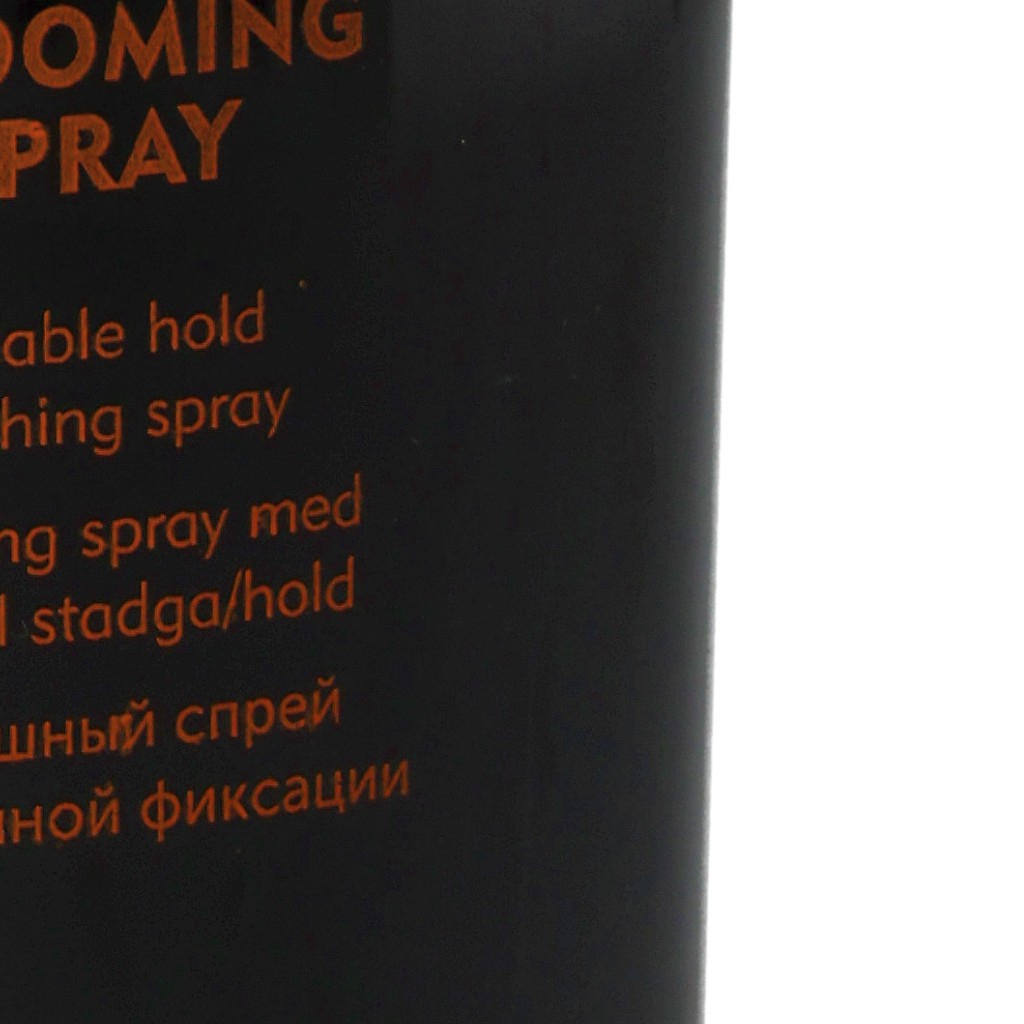 OOMING
PRAY
able hold
hing spray
ng spray med
l stadga/hold
шный спрей
нной фиксации